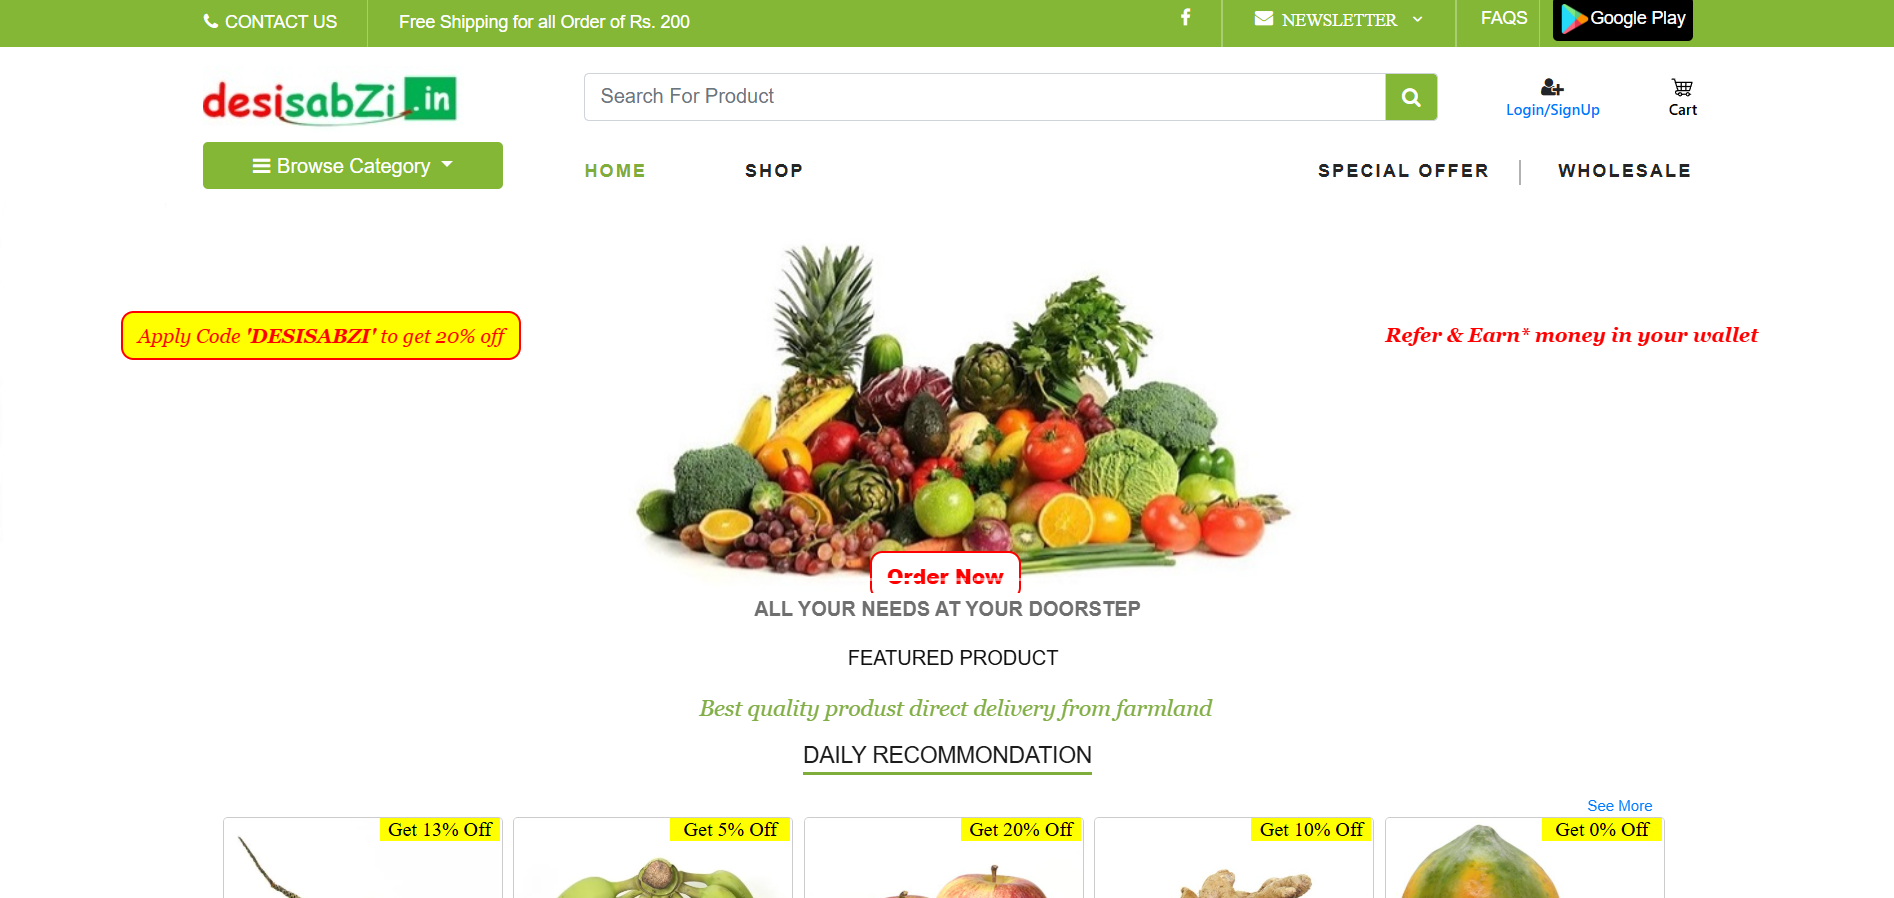 CONTACT US
Free Shipping for all Order of Rs. 200
NEWSLETTER
FAQS
Google Play
desisabZi .in
Search For Product
Login/SignUp
Cart
Browse Category
HOME
SHOP
SPECIAL OFFER
WHOLESALE
Apply Code 'DESISABZI' to get 20% off
Refer & Earn* money in your wallet
Order Now
ALL YOUR NEEDS AT YOUR DOORSTEP
FEATURED PRODUCT
Best quality produst direct delivery from farmland
DAILY RECOMMONDATION
See More
Get 13% Off
Get 5% Off
Get 20% Off
Get 10% Off
Get 0% Off